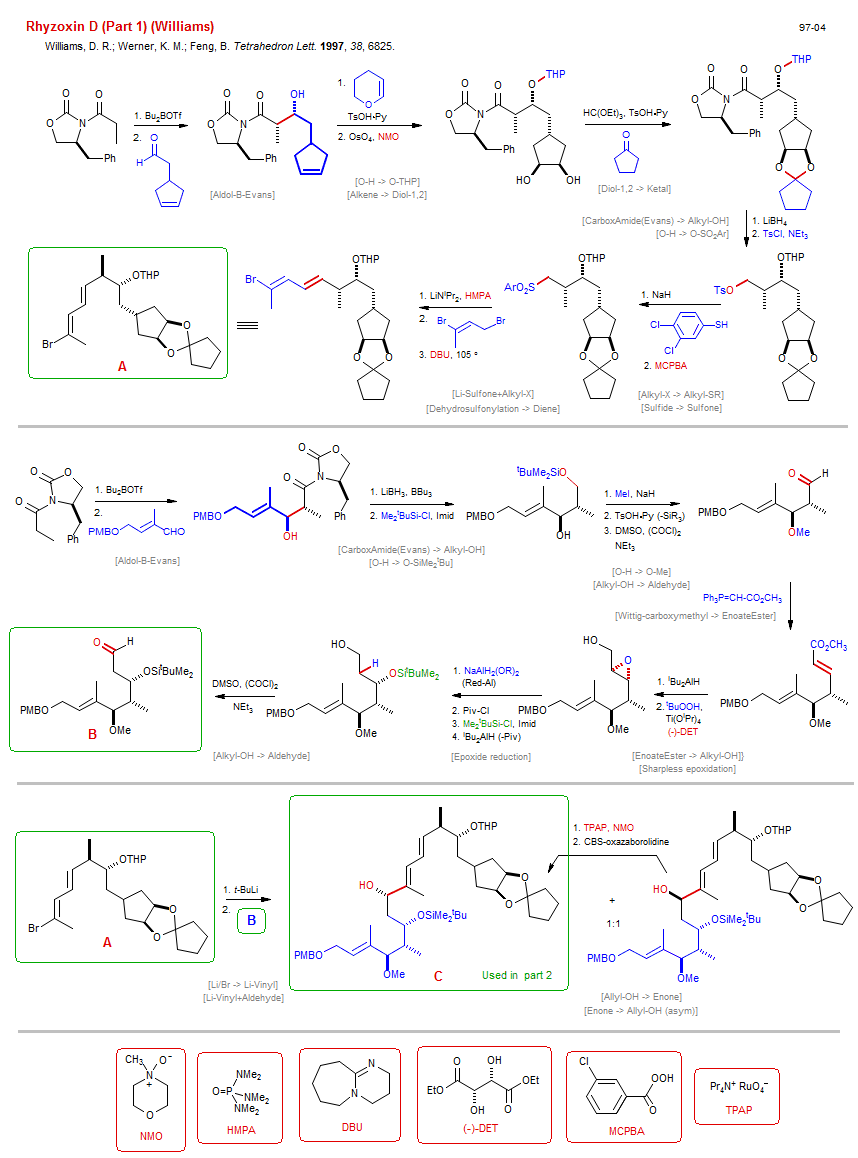 Rhyzoxin D (Part 1) (Williams)
97-04
Williams, D. R.; Werner, K. M.; Feng, B. Tetrahedron Lett. 1997, 38, 6825.
1. Bu2BOTf
2.
[Aldol-B-Evans]
1.
TsOH•Py
2. OsO4, NMO
[O-H -> O-THP]
[Alkene -> Diol-1,2]
HC(OEt)3, TsOH•Py
[Diol-1,2 -> Ketal]
[CarboxAmide(Evans) -> Alkyl-OH]
[O-H -> O-SO2Ar]
1. LiBH4
2. TsCl, NEt3
A
1. LiNiPr2, HMPA
2.
3. DBU, 105 °
[Li-Sulfone+Alkyl-X]
[Dehydrosulfonylation -> Diene]
1. NaH
2. MCPBA
[Alkyl-X -> Alkyl-SR]
[Sulfide -> Sulfone]
1. Bu2BOTf
2.
[Aldol-B-Evans]
1. LiBH3, BBu3
2. Me2tBuSi-Cl, Imid
[CarboxAmide(Evans) -> Alkyl-OH]
[O-H -> O-SiMe2tBu]
1. MeI, NaH
2. TsOH•Py (-SiR3)
3. DMSO, (COCl)2
NEt3
[O-H -> O-Me]
[Alkyl-OH -> Aldehyde]
Ph3P=CH-CO2CH3
[Wittig-carboxymethyl -> EnoateEster]
B
DMSO, (COCl)2
NEt3
[Alkyl-OH -> Aldehyde]
1. NaAlH2(OR)2
(Red-Al)
2. Piv-Cl
3. Me2tBuSi-Cl, Imid
4. iBu2AlH (-Piv)
[Epoxide reduction]
1. iBu2AlH
2. tBuOOH,
Ti(OiPr)4
(-)-DET
[EnoateEster -> Alkyl-OH]}
[Sharpless epoxidation]
A
1. t-BuLi
2. B
[Li/Br -> Li-Vinyl]
[Li-Vinyl+Aldehyde]
C
Used in part 2
1. TPAP, NMO
2. CBS-oxazaborolidine
+
1:1
[Allyl-OH -> Enone]
[Enone -> Allyl-OH (asym)]
NMO
HMPA
DBU
(-)-DET
MCPBA
Pr4N+ RuO4−
TPAP